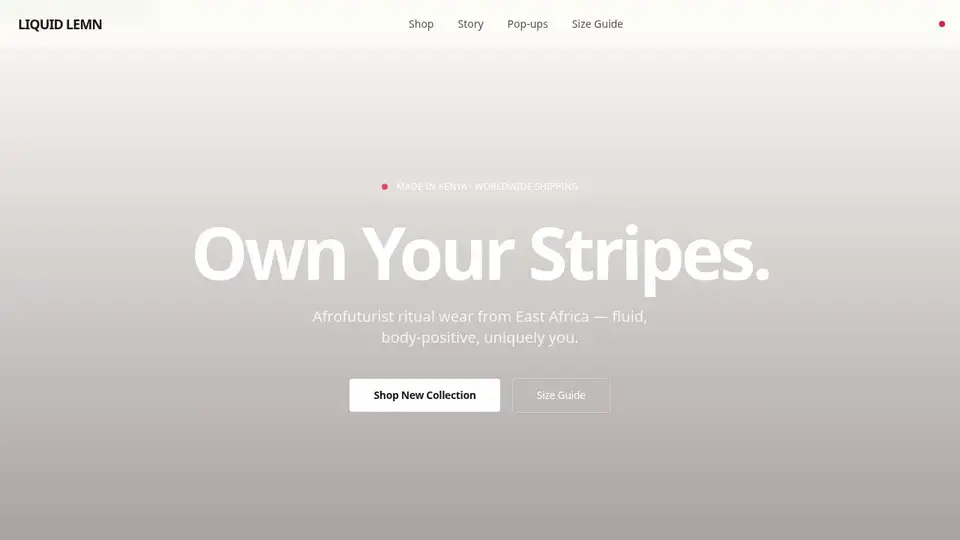 LIQUID LEMN
Shop
Story
Pop-ups
Size Guide
MADE IN KENYA · WORLDWIDE SHIPPING
Own Your Stripes.
Afrofuturist ritual wear from East Africa — fluid,
body-positive, uniquely you.
Shop New Collection
Size Guide